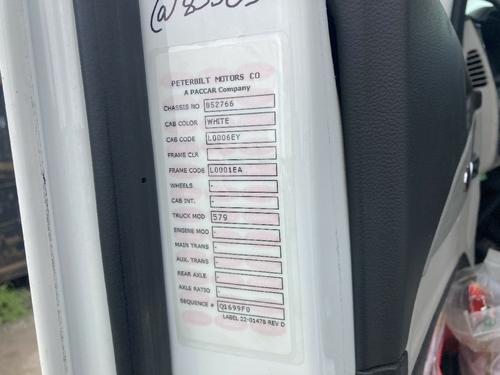 PETERBILT MOTORS CO
A PACCAR Company
CHASSIS NO 852766
CAB COLOR WHITE
CAB CODE L0006EY
FRAME CLR
FRAME CODE L0001EA
WHEELS -
CAB INT. -
TRUCK MOD 579
ENGINE MOD -
MAIN TRANS -
AUX. TRANS -
REAR AXLE -
AXLE RATIO -
SEQUENCE # Q1699F0
LABEL 22-01478 REV D